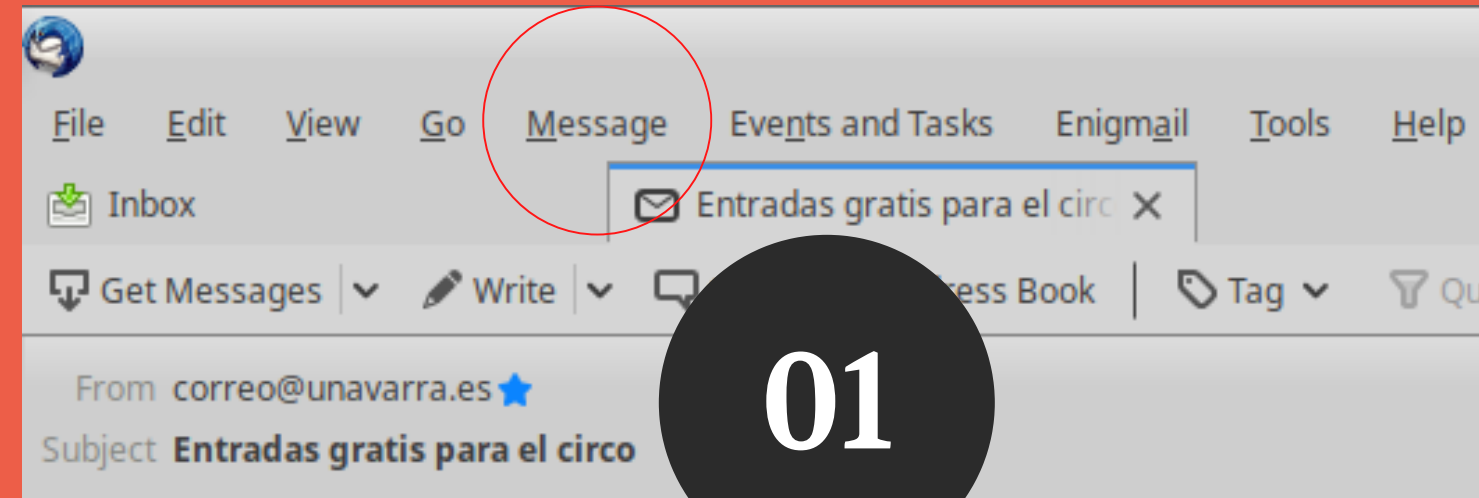 File Edit View Go Message Events and Tasks Enigmail Tools Help
Inbox Entradas gratis para el circ
Get Messages Write Book Tag
From correo@unavarra.es
Subject Entradas gratis para el circo
01